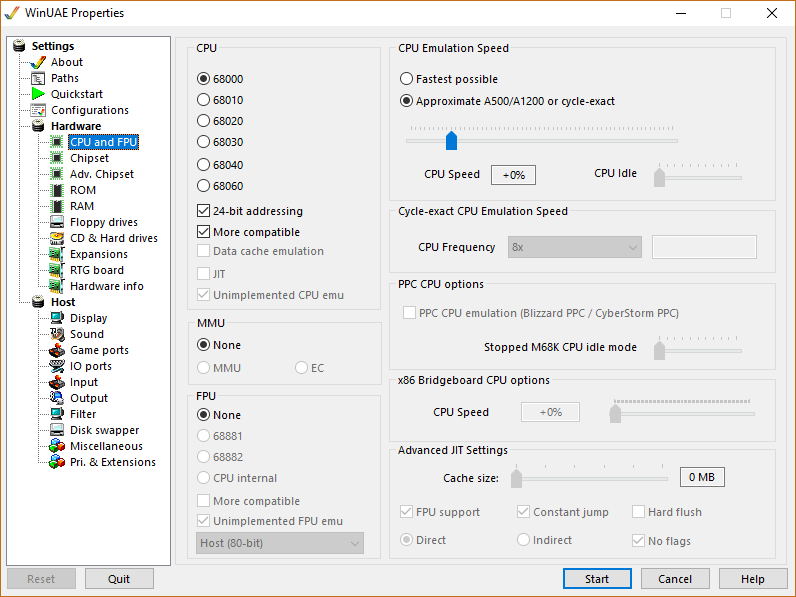 WinUAE Properties
Settings
About
Paths
Quickstart
Configurations
Hardware
CPU and FPU
Chipset
Adv. Chipset
ROM
RAM
Floppy drives
CD & Hard drives
Expansions
RTG board
Hardware info
Host
Display
Sound
Game ports
IO ports
Input
Output
Filter
Disk swapper
Miscellaneous
Pri. & Extensions
CPU
68000
68010
68020
68030
68040
68060
24-bit addressing
More compatible
Data cache emulation
JIT
Unimplemented CPU emu
MMU
None
MMU EC
FPU
None
68881
68882
CPU internal
More compatible
Unimplemented FPU emu
Host (80-bit)
CPU Emulation Speed
Fastest possible
Approximate A500/A1200 or cycle-exact
CPU Speed +0% CPU Idle
Cycle-exact CPU Emulation Speed
CPU Frequency 8x
PPC CPU options
PPC CPU emulation (Blizzard PPC / CyberStorm PPC)
Stopped M68K CPU idle mode
x86 Bridgeboard CPU options
CPU Speed +0%
Advanced JIT Settings
Cache size: 0 MB
FPU support Constant jump Hard flush
Direct Indirect No flags
Reset Quit Start Cancel Help